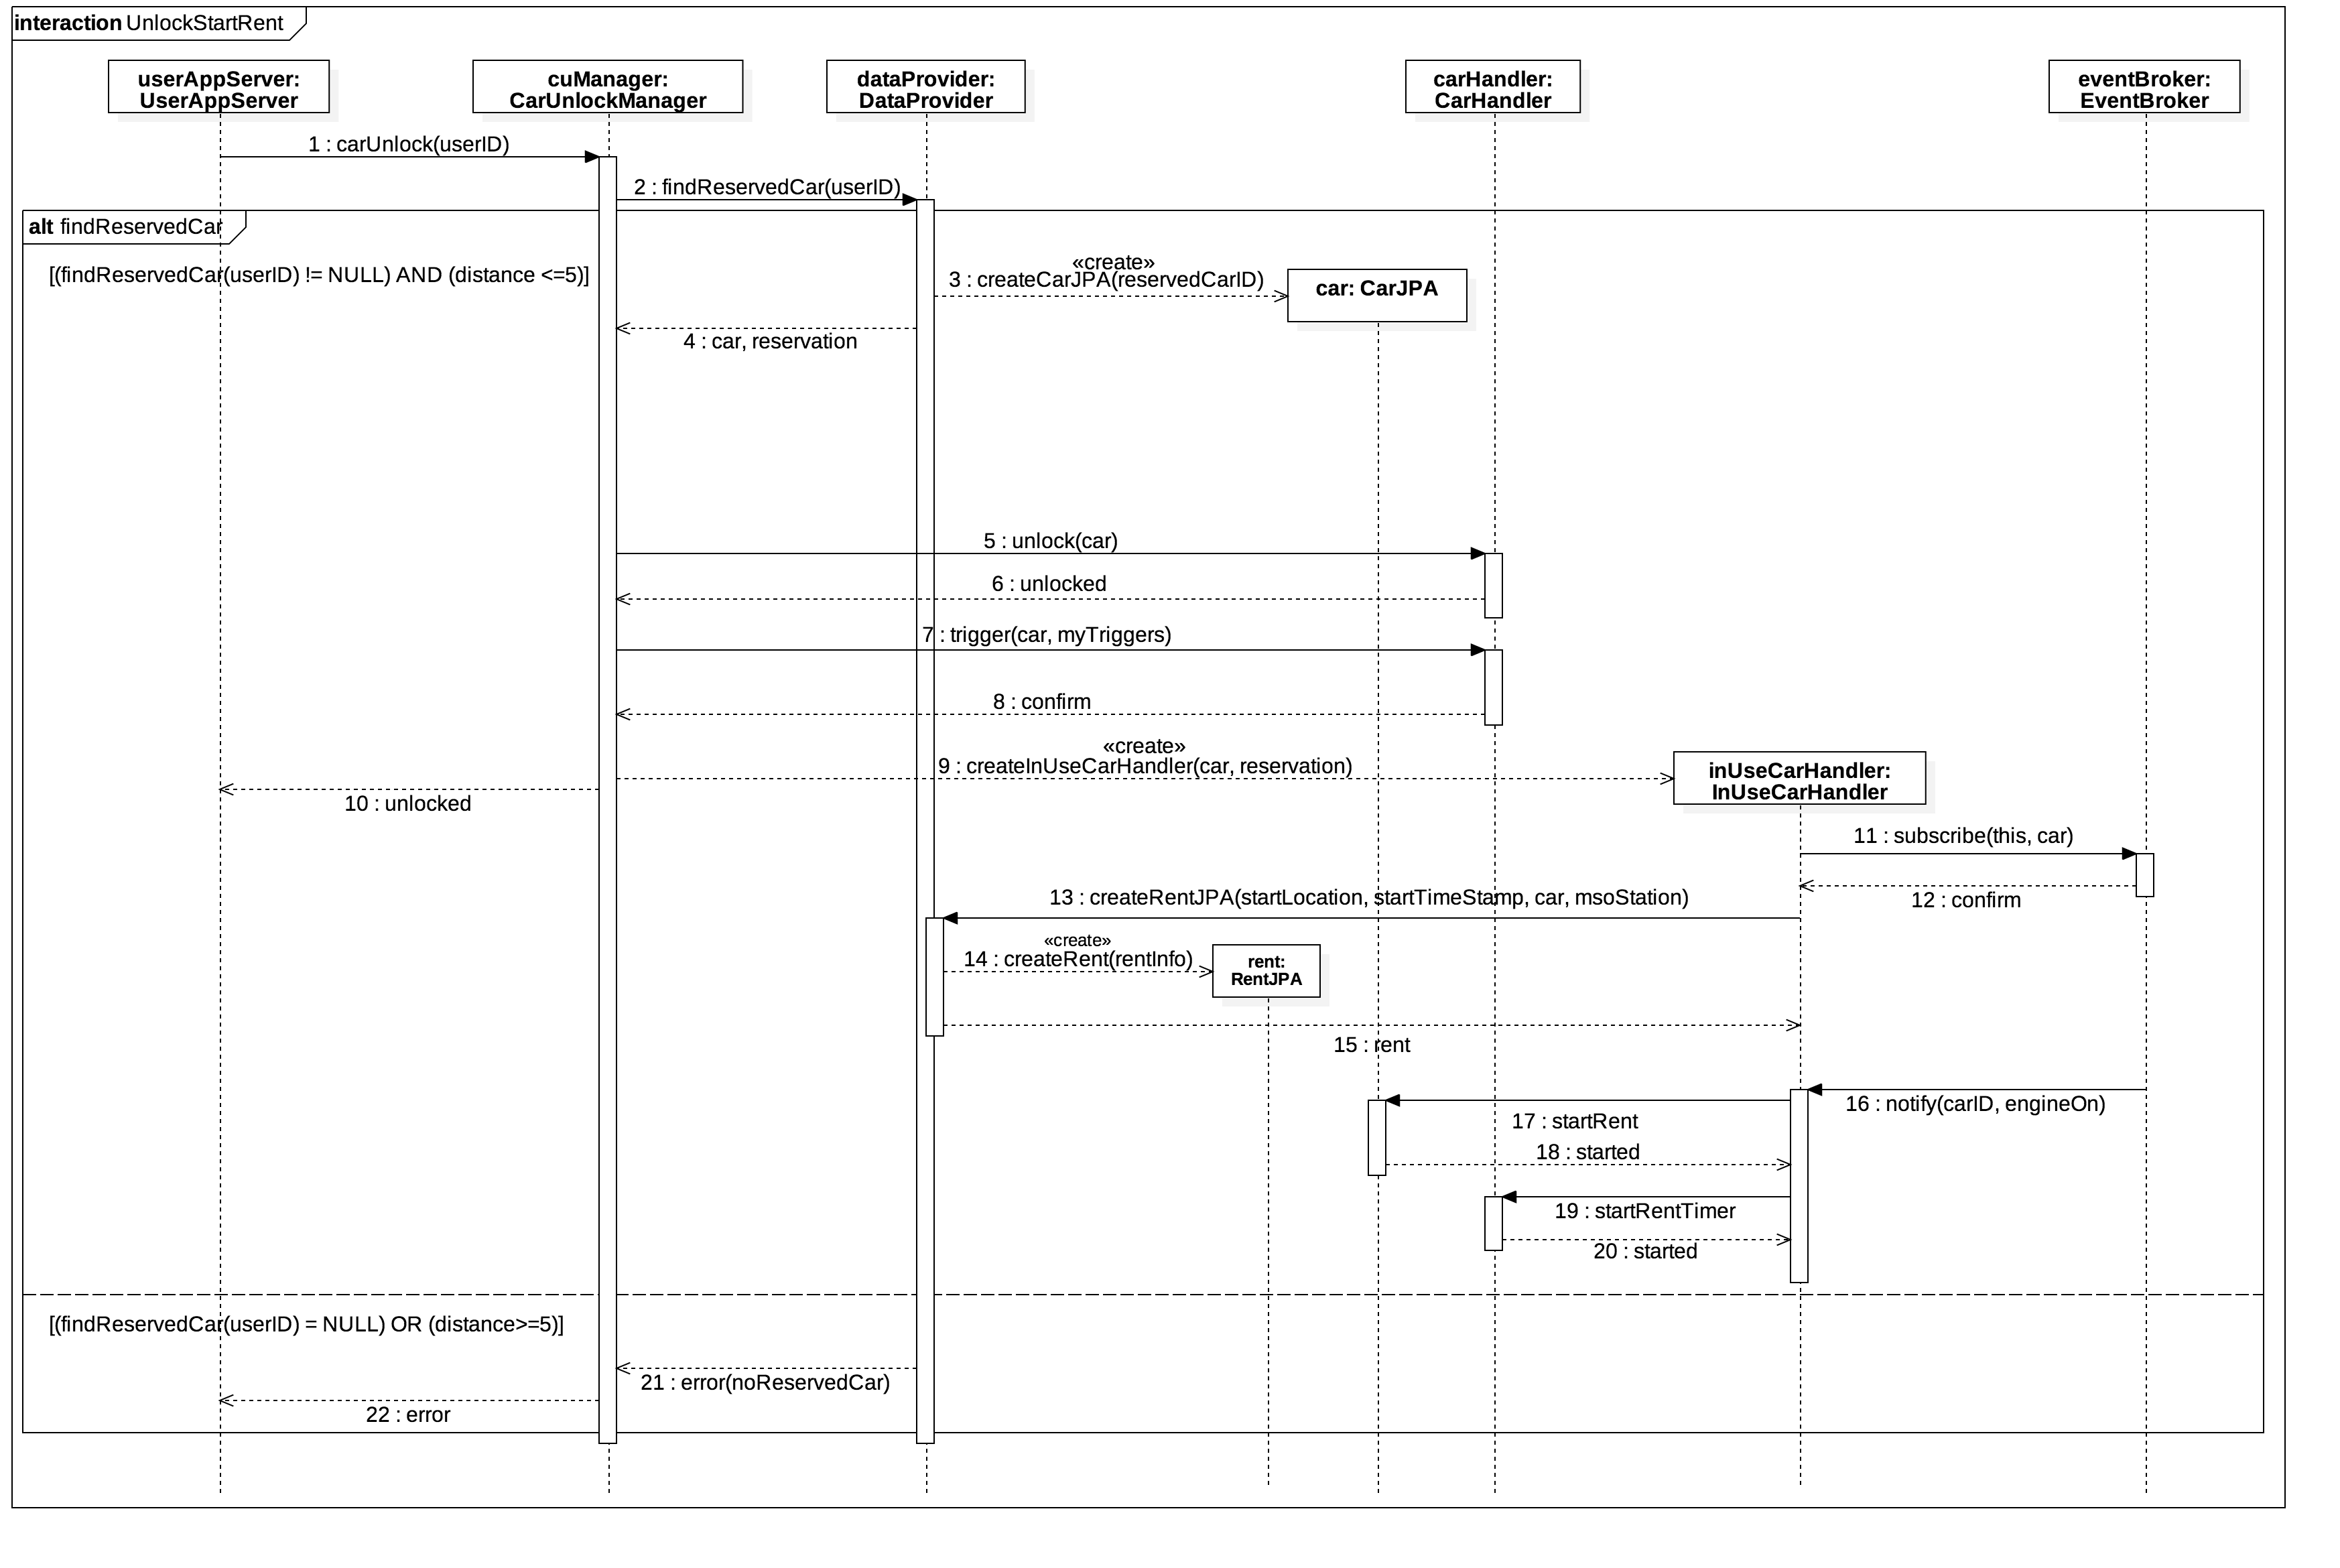 interaction UnlockStartRent
userAppServer:
UserAppServer
cuManager:
CarUnlockManager
dataProvider:
DataProvider
carHandler:
CarHandler
eventBroker:
EventBroker
1 : carUnlock(userID)
2 : findReservedCar(userID)
alt findReservedCar
[(findReservedCar(userID) != NULL) AND (distance <=5)]
«create»
3 : createCarJPA(reservedCarID)
car: CarJPA
4 : car, reservation
5 : unlock(car)
6 : unlocked
7 : trigger(car, myTriggers)
8 : confirm
«create»
9 : createInUseCarHandler(car, reservation)
inUseCarHandler:
InUseCarHandler
10 : unlocked
11 : subscribe(this, car)
12 : confirm
13 : createRentJPA(startLocation, startTimeStamp, car, msoStation)
«create»
14 : createRent(rentInfo)
rent:
RentJPA
15 : rent
16 : notify(carID, engineOn)
17 : startRent
18 : started
19 : startRentTimer
20 : started
[(findReservedCar(userID) = NULL) OR (distance>=5)]
21 : error(noReservedCar)
22 : error